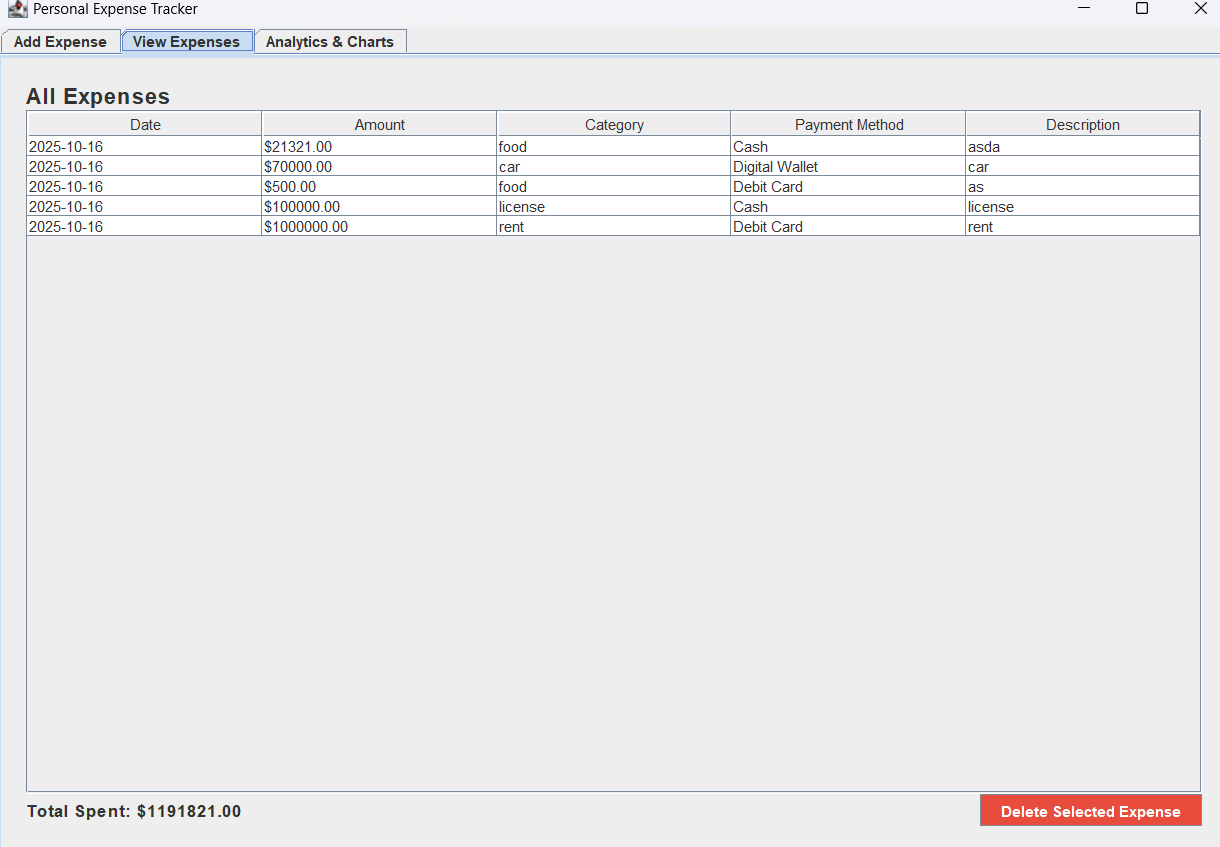 Personal Expense Tracker
Add Expense View Expenses Analytics & Charts
All Expenses
Date Amount Category Payment Method Description
2025-10-16 $21321.00 food Cash asda
2025-10-16 $70000.00 car Digital Wallet car
2025-10-16 $500.00 food Debit Card as
2025-10-16 $100000.00 license Cash license
2025-10-16 $1000000.00 rent Debit Card rent
Total Spent: $1191821.00 Delete Selected Expense